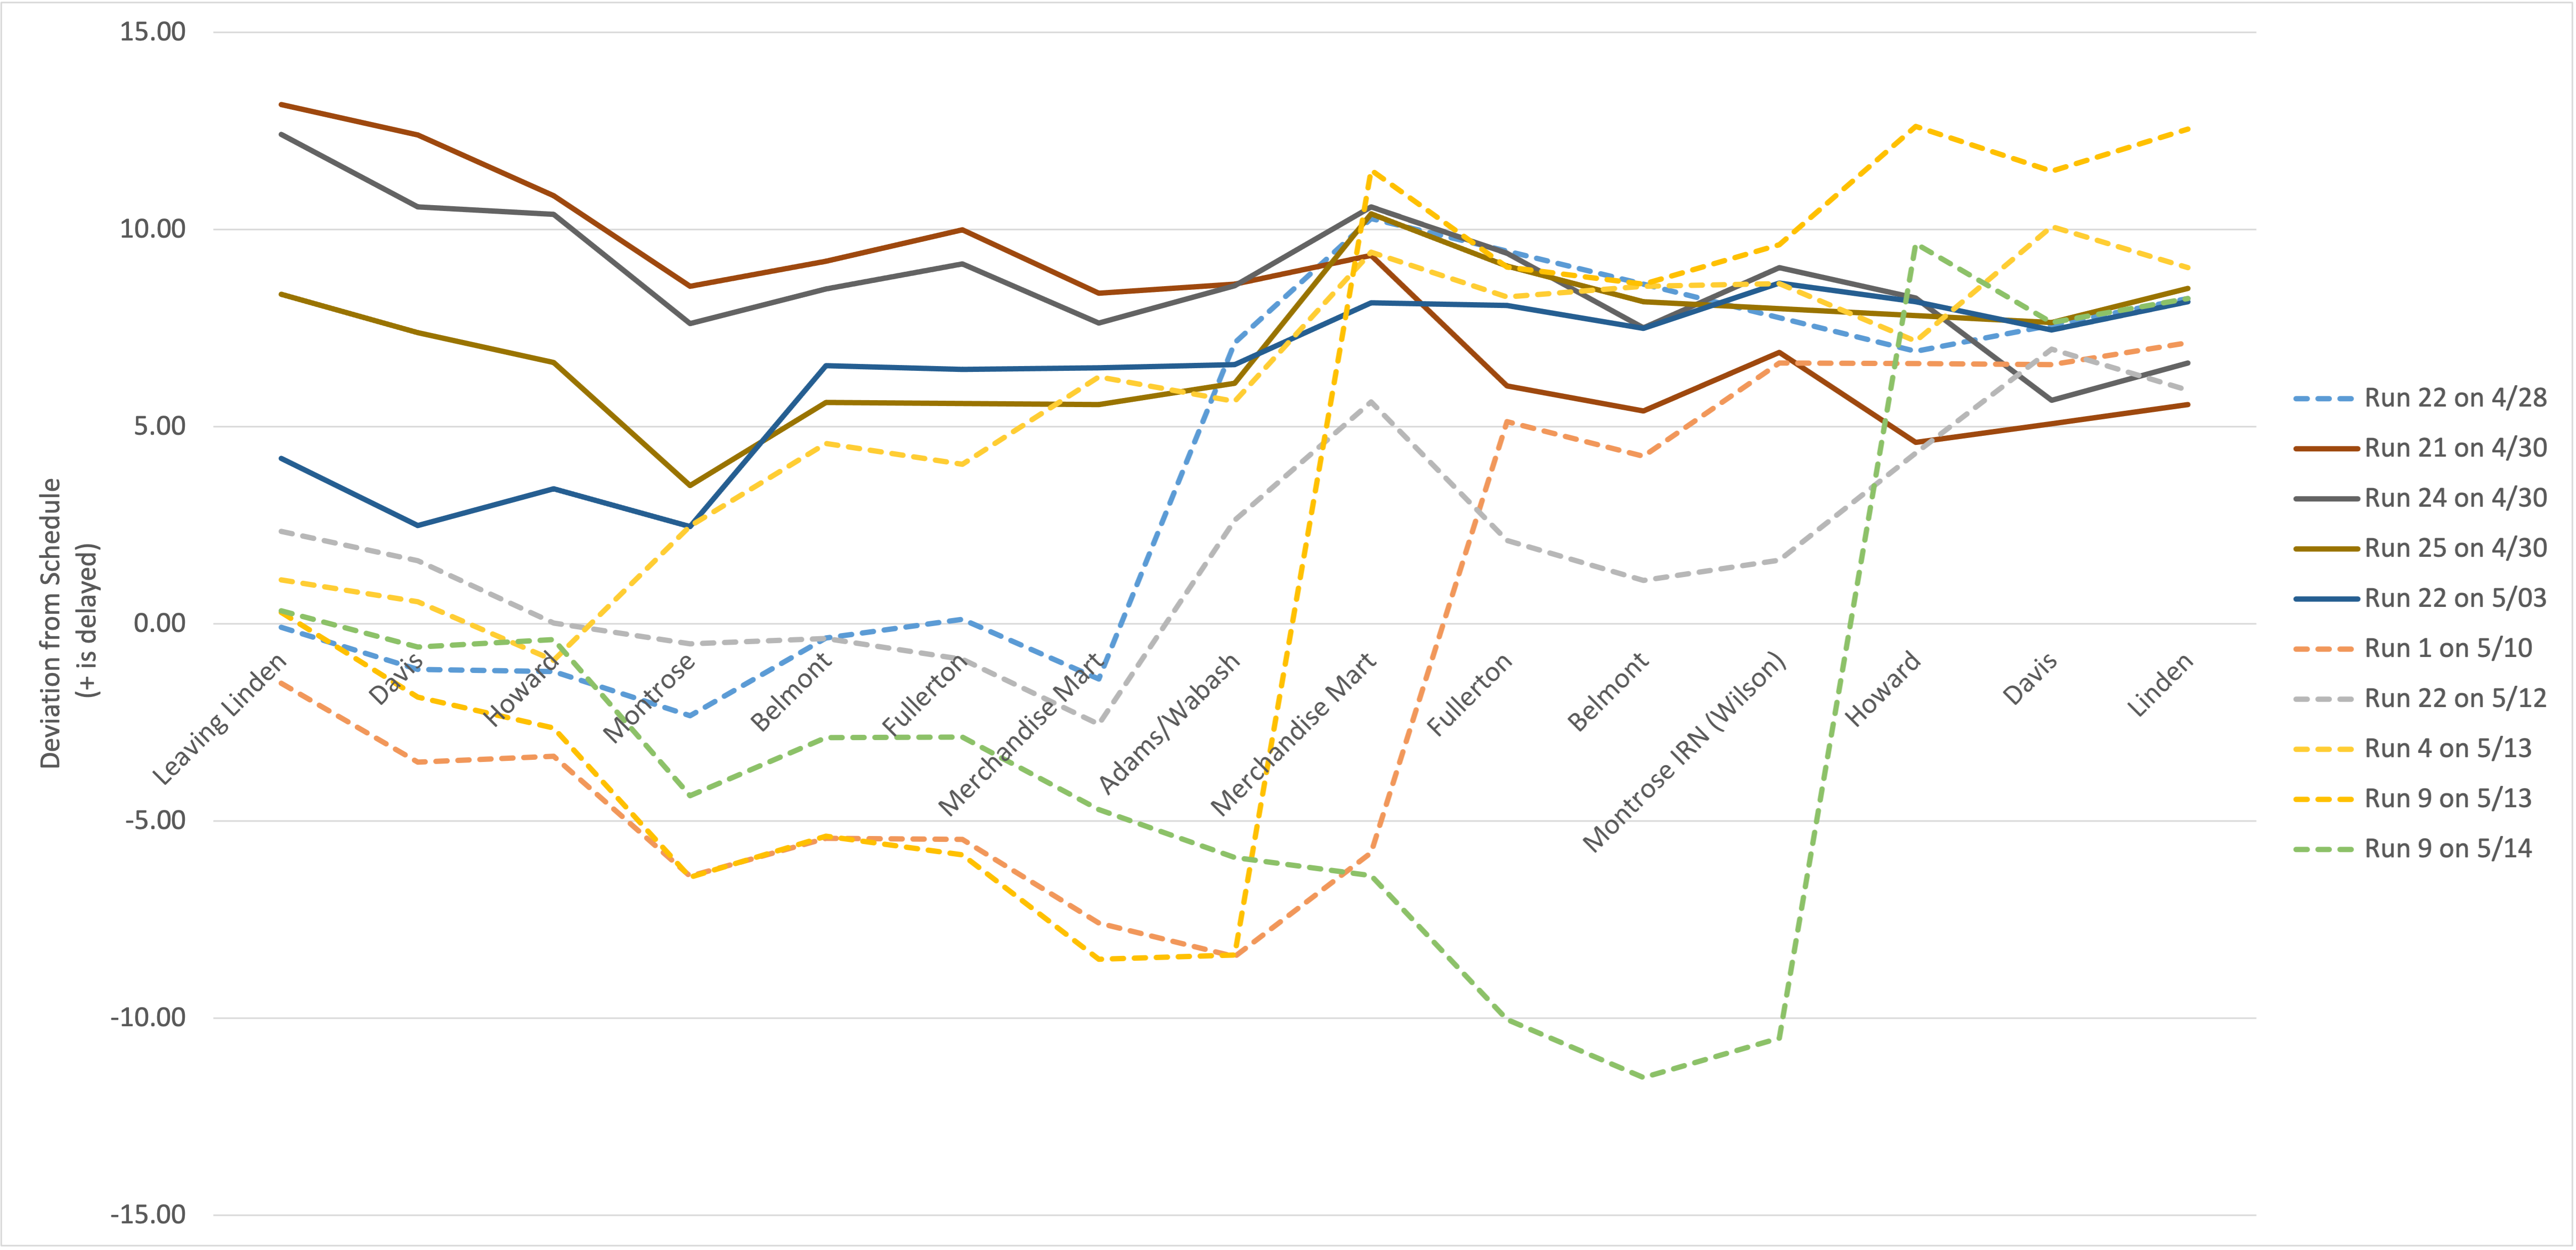 15.00
10.00
5.00
0.00
-5.00
-10.00
-15.00
Deviation from Schedule
(+ is delayed)
Leaving Linden
Davis
Howard
Montrose
Belmont
Fullerton
Merchandise Mart
Adams/Wabash
Merchandise Mart
Fullerton
Belmont
Montrose IRN (Wilson)
Howard
Davis
Linden
Run 22 on 4/28
Run 21 on 4/30
Run 24 on 4/30
Run 25 on 4/30
Run 22 on 5/03
Run 1 on 5/10
Run 22 on 5/12
Run 4 on 5/13
Run 9 on 5/13
Run 9 on 5/14